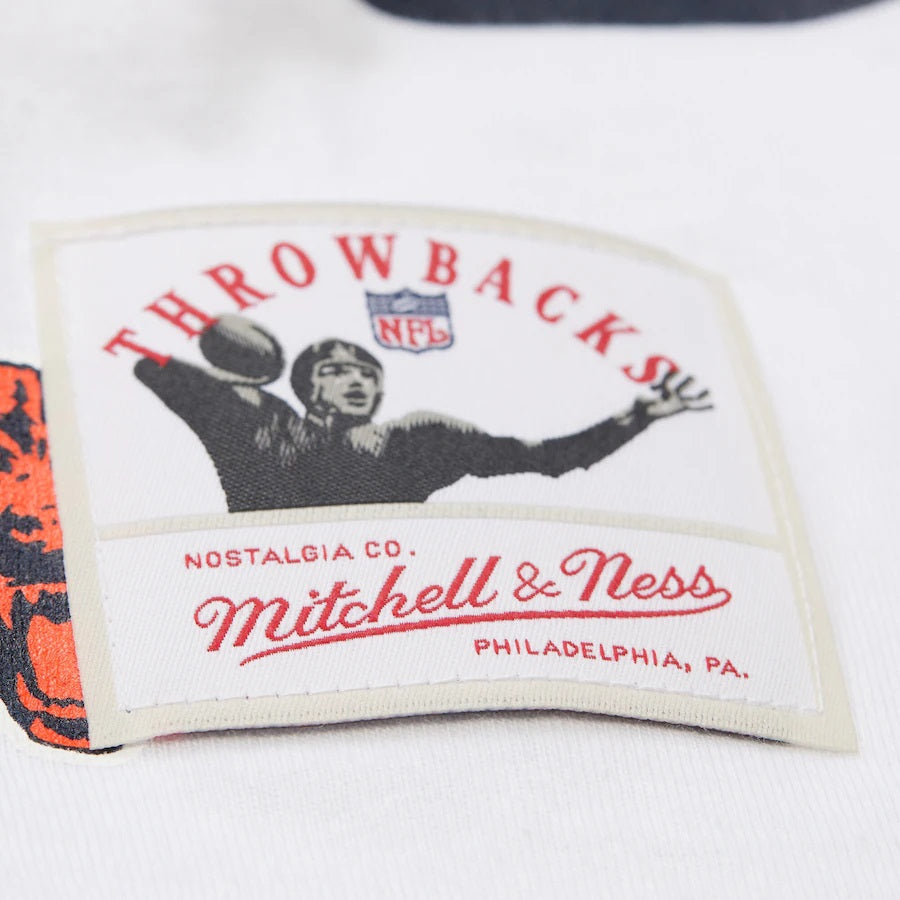 THROWBACKS
NFL
NOSTALGIA CO.
Mitchell & Ness
PHILADELPHIA, PA.